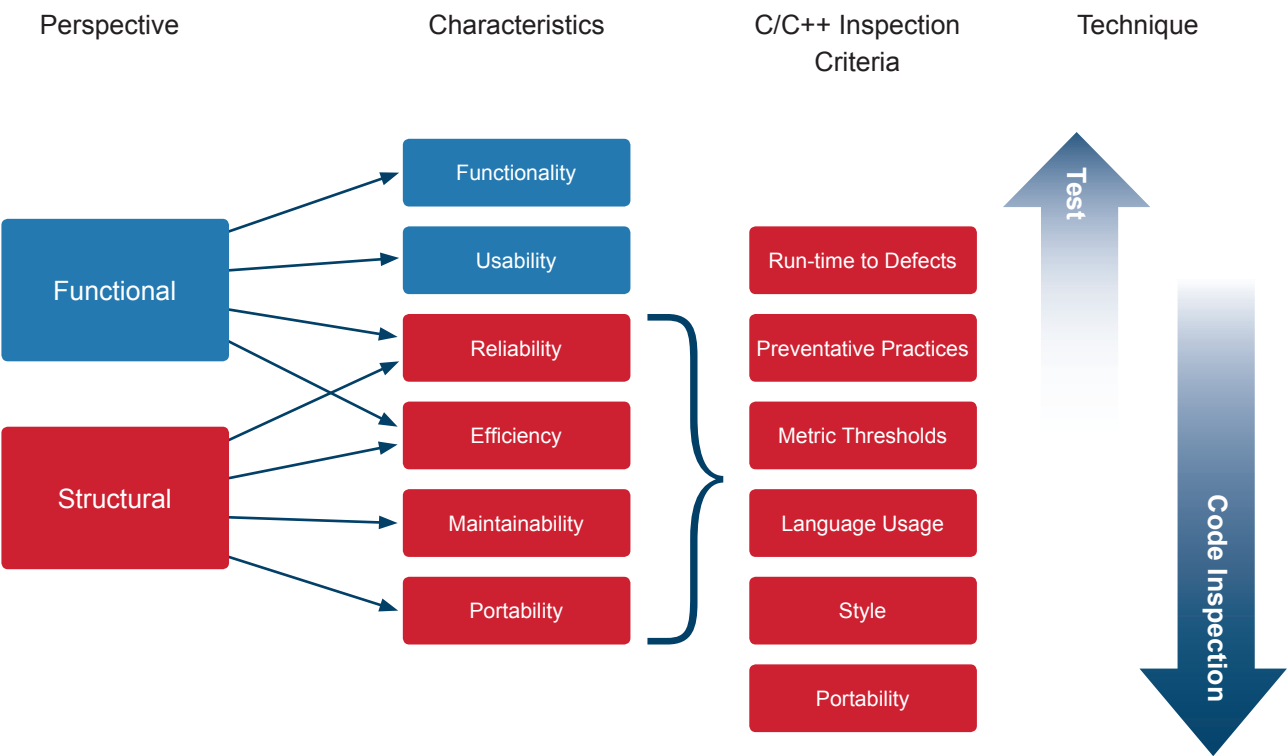 Perspective
Characteristics
C/C++ Inspection
Criteria
Technique
Functional
Structural
Functionality
Usability
Reliability
Efficiency
Maintainability
Portability
Run-time to Defects
Preventative Practices
Metric Thresholds
Language Usage
Style
Portability
Test
Code Inspection